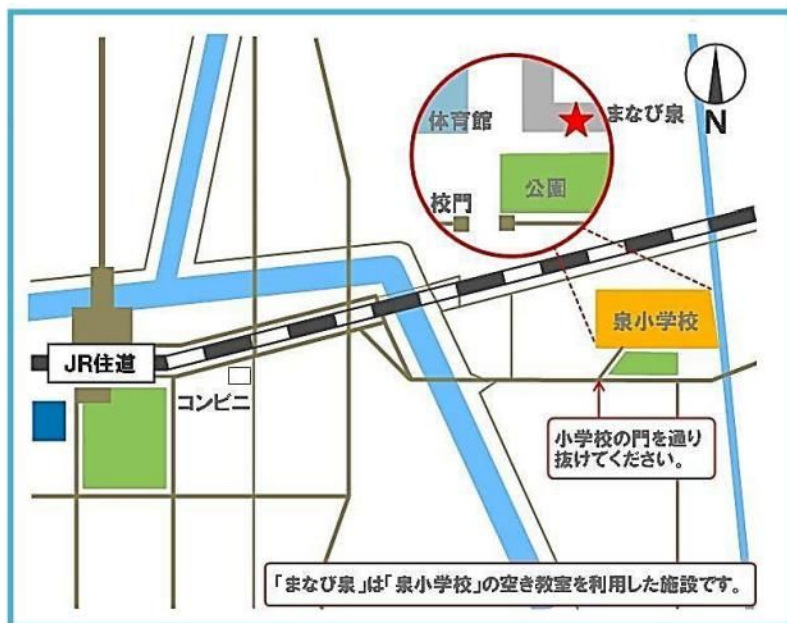 体育館
まなび泉
N
公園
校門
泉小学校
JR住道
コンビニ
小学校の門を通り
抜けてください。
「まなび泉」は「泉小学校」の空き教室を利用した施設です。